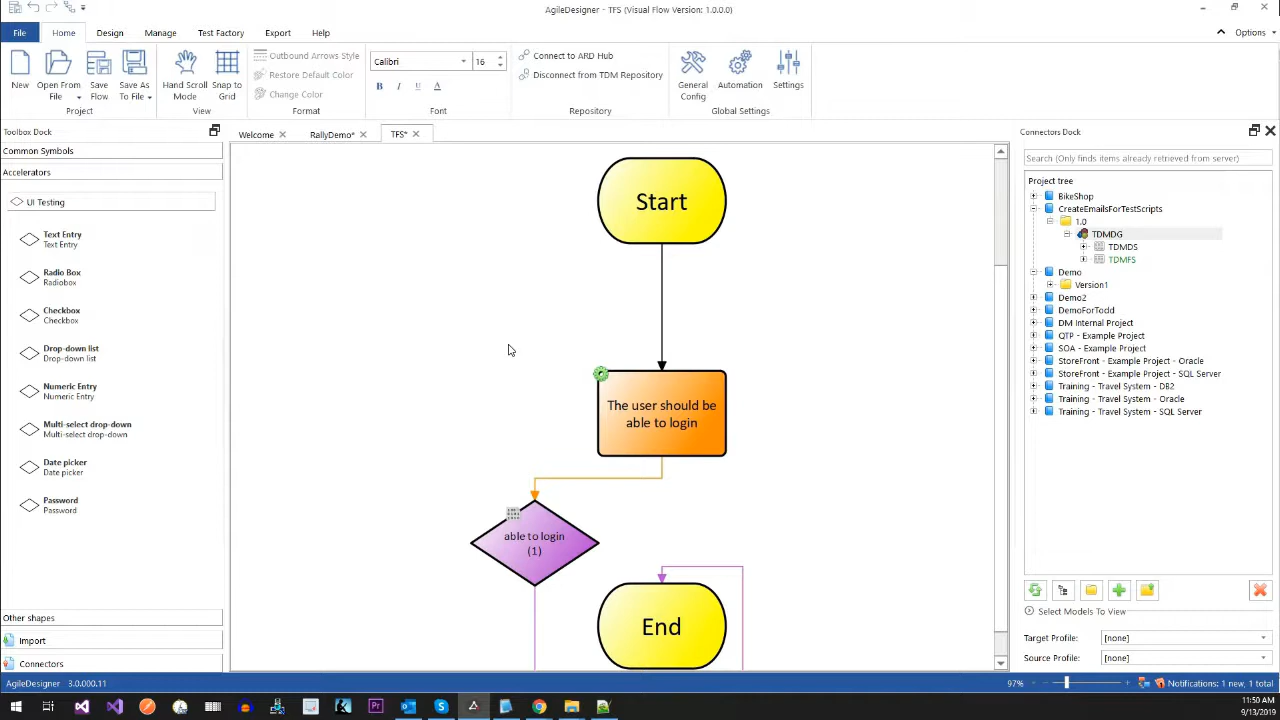 AgileDesigner - TFS (Visual Flow Version: 1.0.0.0)
File Home Design Manage Test Factory Export Help Options
New
Open From
File
Save
Flow
Save As
To File
Project
Hand Scroll
Mode
Snap to
Grid
View
Outbound Arrows Style
Restore Default Color
Change Color
Format
Calibri 16
B I U A
Font
Connect to ARD Hub
Disconnect from TDM Repository
Repository
General
Config
Automation
Settings
Global Settings
Toolbox Dock
Common Symbols
Accelerators
UI Testing
Text Entry
Text Entry
Radio Box
Radiobox
Checkbox
Checkbox
Drop-down list
Drop-down list
Numeric Entry
Numeric Entry
Multi-select drop-down
Multi-select drop-down
Date picker
Date picker
Password
Password
Other shapes
Import
Connectors
Welcome RallyDemo* TFS*
Start
The user should be
able to login
able to login
(1)
End
Connectors Dock
Search (Only finds items already retrieved from server)
Project tree
BikeShop
CreateEmailsForTestScripts
1.0
TDMDG
TDMDS
TDMFS
Demo
Version1
Demo2
DemoForTodd
DM Internal Project
QTP - Example Project
SOA - Example Project
StoreFront - Example Project - Oracle
StoreFront - Example Project - SQL Server
Training - Travel System - DB2
Training - Travel System - Oracle
Training - Travel System - SQL Server
Select Models To View
Target Profile: [none]
Source Profile: [none]
AgileDesigner 3.0.000.11 97% Notifications: 1 new, 1 total
11:50 AM
9/13/2019